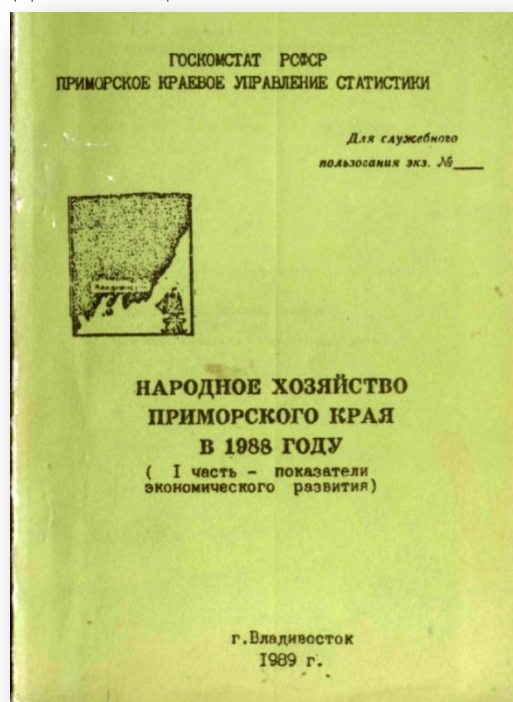 ГОСКОМСТАТ РСФСР
ПРИМОРСКОЕ КРАЕВОЕ УПРАВЛЕНИЕ СТАТИСТИКИ
Для служебного
пользования экз. №____
НАРОДНОЕ ХОЗЯЙСТВО
ПРИМОРСКОГО КРАЯ
В 1988 ГОДУ
( I часть - показатели
экономического развития)
г.Владивосток
1989 г.